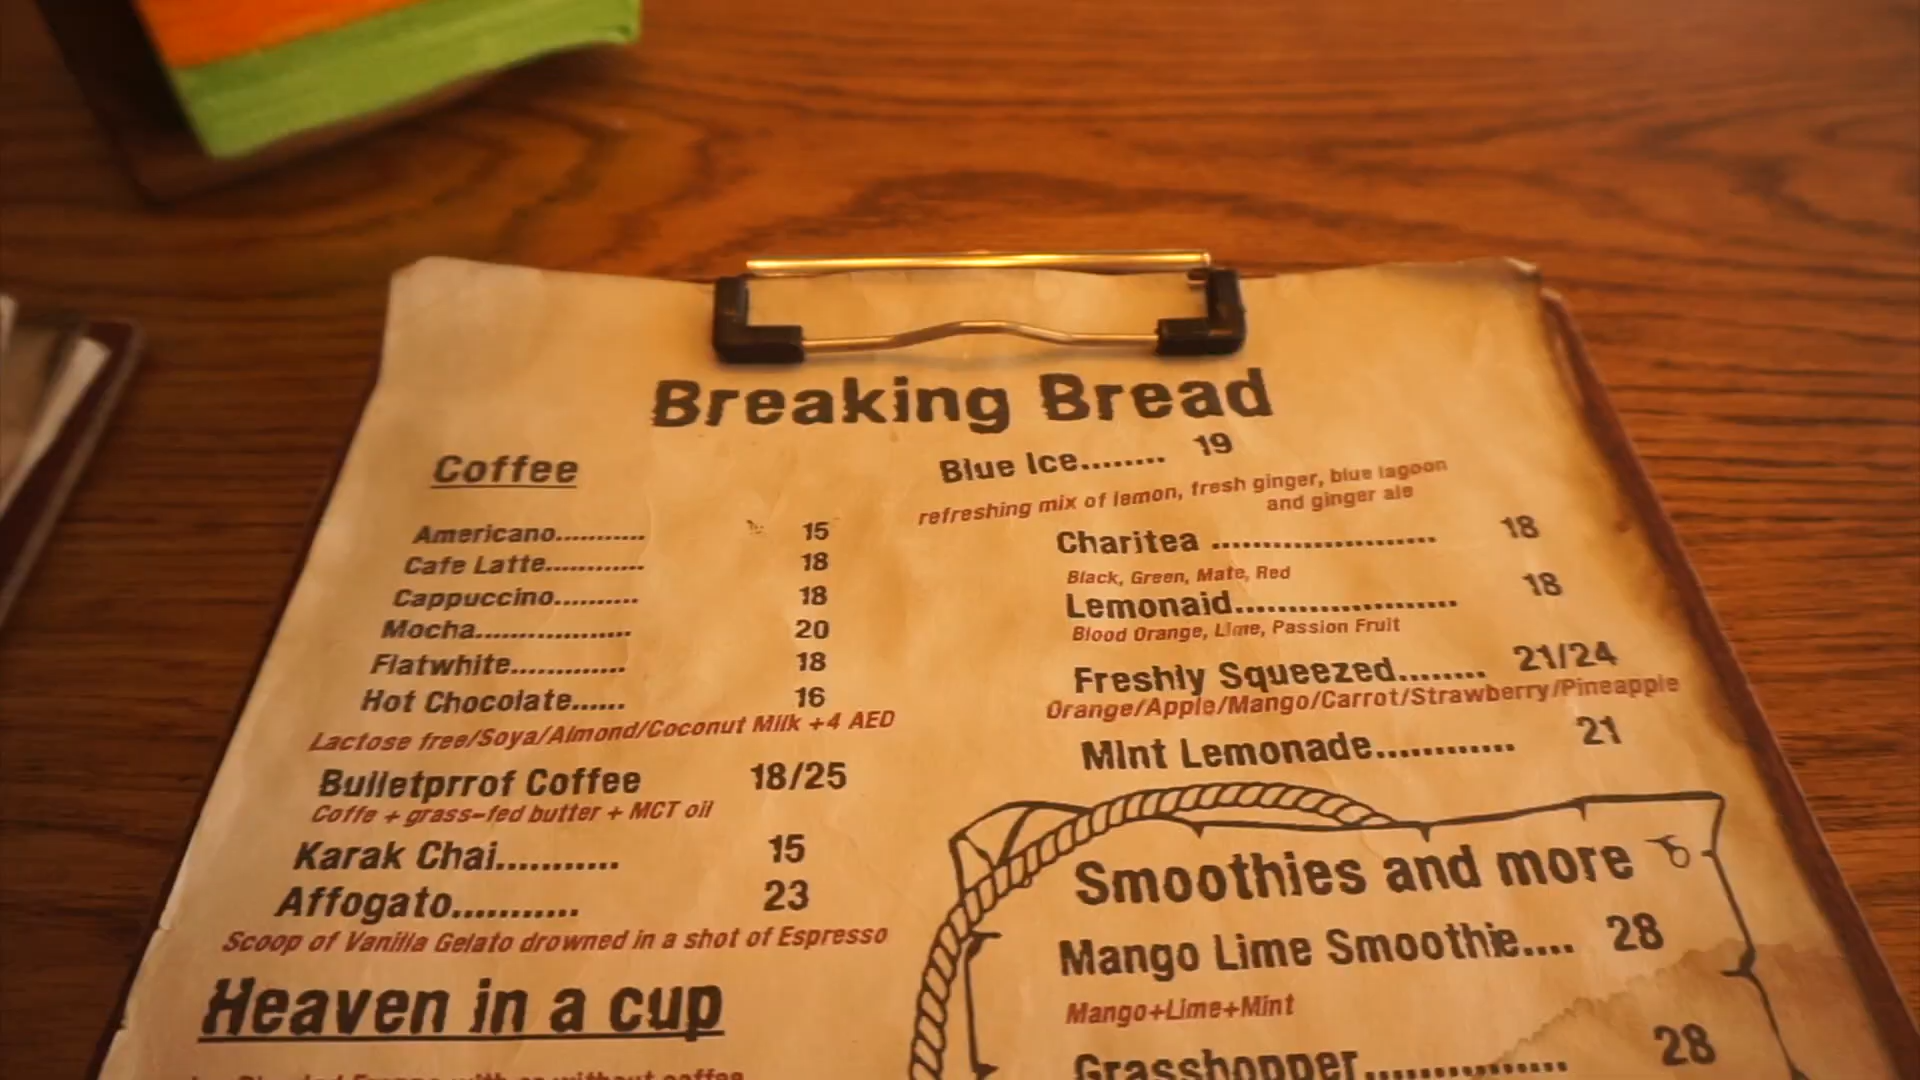 Breaking Bread
Coffee
Americano........... 15
Cafe Latte............ 18
Cappuccino.......... 18
Mocha.................. 20
Flatwhite............. 18
Hot Chocolate...... 16
Lactose free/Soya/Almond/Coconut Milk +4 AED
Bulletprrof Coffee 18/25
Coffe + grass-fed butter + MCT oil
Karak Chai........... 15
Affogato........... 23
Scoop of Vanilla Gelato drowned in a shot of Espresso
Heaven in a cup
Blue Ice........ 19
refreshing mix of lemon, fresh ginger, blue lagoon
and ginger ale
Charitea ........................ 18
Black, Green, Mate, Red
Lemonaid....................... 18
Blood Orange, Lime, Passion Fruit
Freshly Squeezed........ 21/24
Orange/Apple/Mango/Carrot/Strawberry/Pineapple
MInt Lemonade............ 21
Smoothies and more
Mango Lime Smoothie.... 28
Mango+Lime+Mint
Grasshopper............... 28